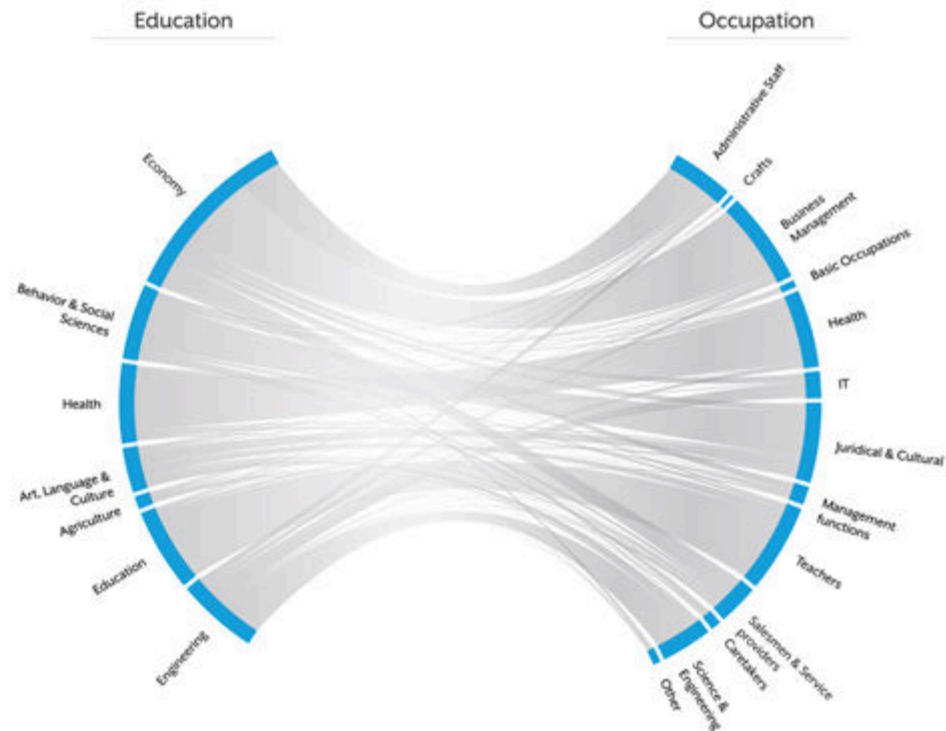 Education
Occupation
Economy
Behavior & Social
Sciences
Health
Art, Language &
Culture
Agriculture
Education
Engineering
Administrative Staff
Crafts
Business
Management
Basic Occupations
Health
IT
Juridical & Cultural
Management
functions
Teachers
Salesmen & Service
providers
Caretakers
Science &
Engineering
Other